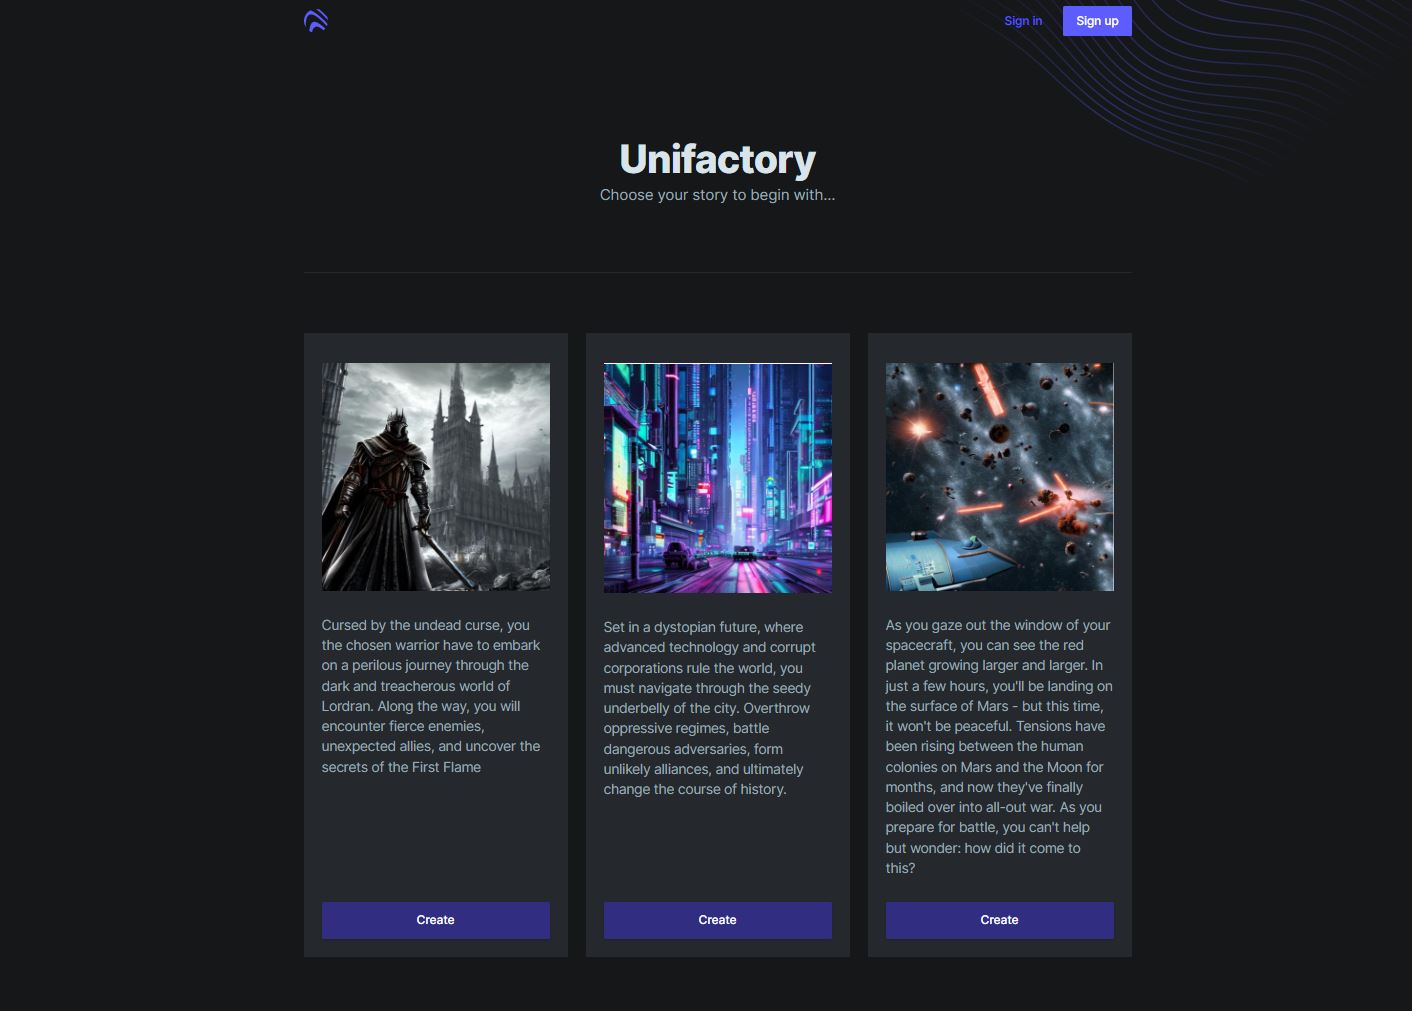 Sign in
Sign up
Unifactory
Choose your story to begin with...
Cursed by the undead curse, you
the chosen warrior have to embark
on a perilous journey through the
dark and treacherous world of
Lordran. Along the way, you will
encounter fierce enemies,
unexpected allies, and uncover the
secrets of the First Flame
Create
Set in a dystopian future, where
advanced technology and corrupt
corporations rule the world, you
must navigate through the seedy
underbelly of the city. Overthrow
oppressive regimes, battle
dangerous adversaries, form
unlikely alliances, and ultimately
change the course of history.
Create
As you gaze out the window of your
spacecraft, you can see the red
planet growing larger and larger. In
just a few hours, you'll be landing on
the surface of Mars - but this time,
it won't be peaceful. Tensions have
been rising between the human
colonies on Mars and the Moon for
months, and now they've finally
boiled over into all-out war. As you
prepare for battle, you can't help
but wonder: how did it come to
this?
Create